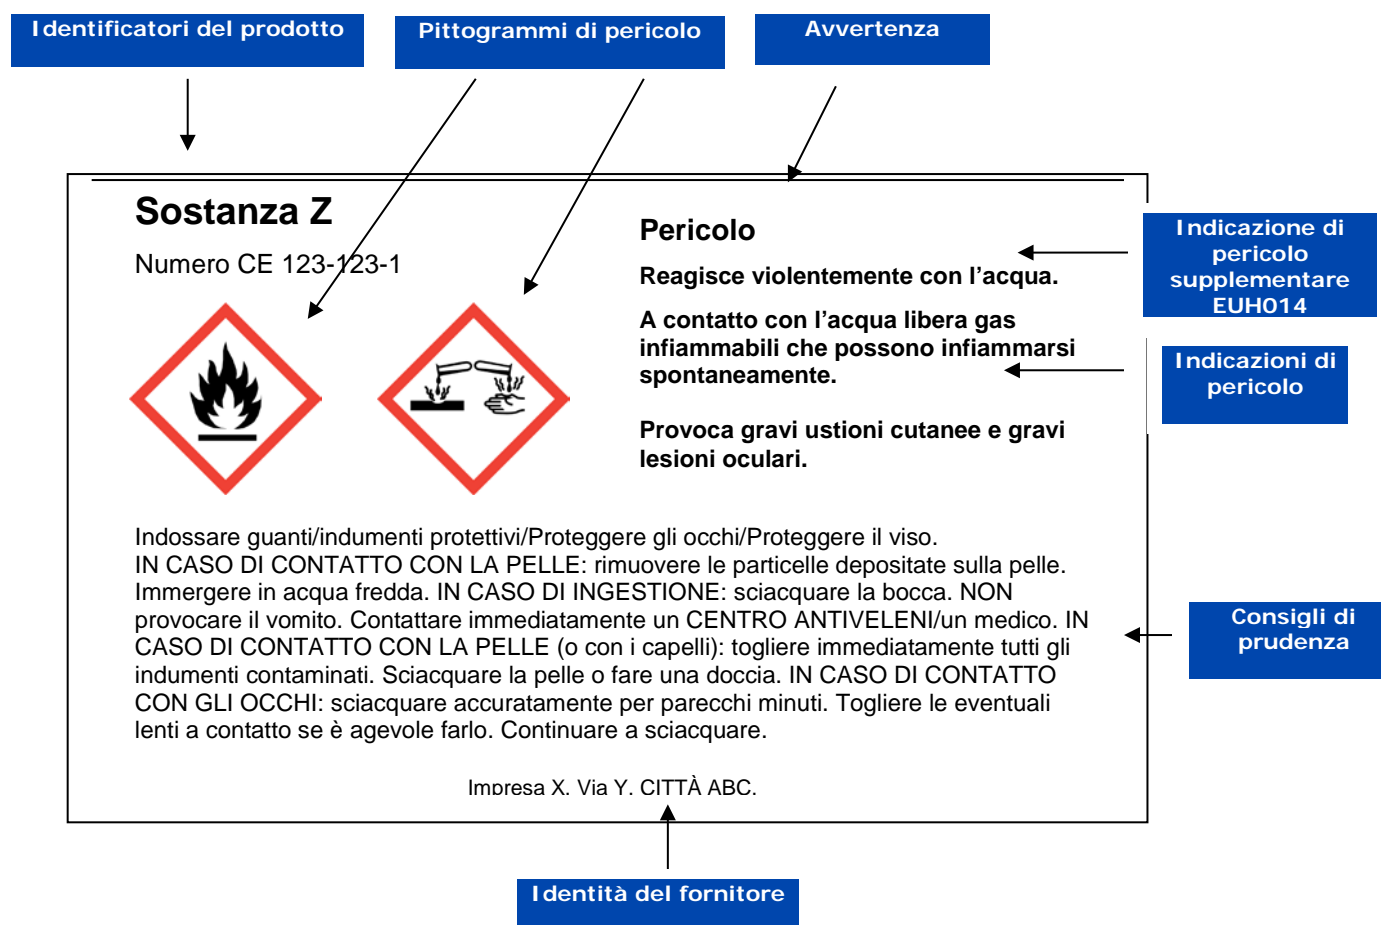 Identificatori del prodotto
Pittogrammi di pericolo
Avvertenza
Sostanza Z
Numero CE 123-123-1
Pericolo
Reagisce violentemente con l’acqua.
A contatto con l’acqua libera gas
infiammabili che possono infiammarsi
spontaneamente.
Provoca gravi ustioni cutanee e gravi
lesioni oculari.
Indicazione di
pericolo
supplementare
EUH014
Indicazioni di
pericolo
Indossare guanti/indumenti protettivi/Proteggere gli occhi/Proteggere il viso.
IN CASO DI CONTATTO CON LA PELLE: rimuovere le particelle depositate sulla pelle.
Immergere in acqua fredda. IN CASO DI INGESTIONE: sciacquare la bocca. NON
provocare il vomito. Contattare immediatamente un CENTRO ANTIVELENI/un medico. IN
CASO DI CONTATTO CON LA PELLE (o con i capelli): togliere immediatamente tutti gli
indumenti contaminati. Sciacquare la pelle o fare una doccia. IN CASO DI CONTATTO
CON GLI OCCHI: sciacquare accuratamente per parecchi minuti. Togliere le eventuali
lenti a contatto se è agevole farlo. Continuare a sciacquare.
Consigli di
prudenza
Impresa X, Via Y, CITTÀ ABC.
Identità del fornitore